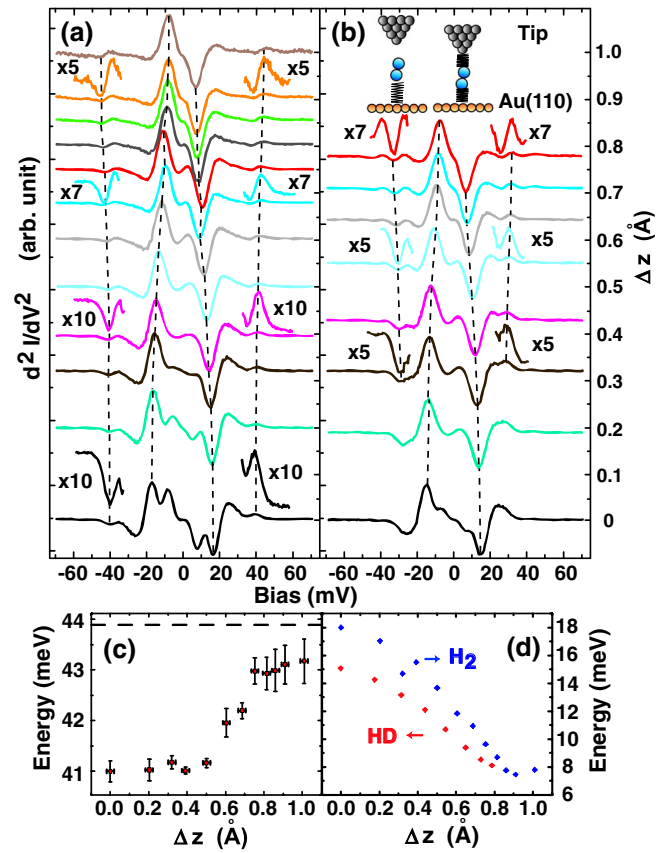 (a)
x5
x5
x7
x7
x10
x10
x10
x10
d² I/dV² (arb. unit)
-60 -40 -20 0 20 40 60
(b)
Tip
Au(110)
x7
x7
x5
x5
x5
x5
1.0
0.9
0.8
0.7
0.6
0.5
0.4
0.3
0.2
0.1
0
Δz (Å)
-60 -40 -20 0 20 40 60
Bias (mV)
44
43
42
41
Energy (meV)
(c)
0.0 0.2 0.4 0.6 0.8 1.0
Δz (Å)
(d)
H₂
HD
18
16
14
12
10
8
6
Energy (meV)
0.0 0.2 0.4 0.6 0.8 1.0
Δz (Å)